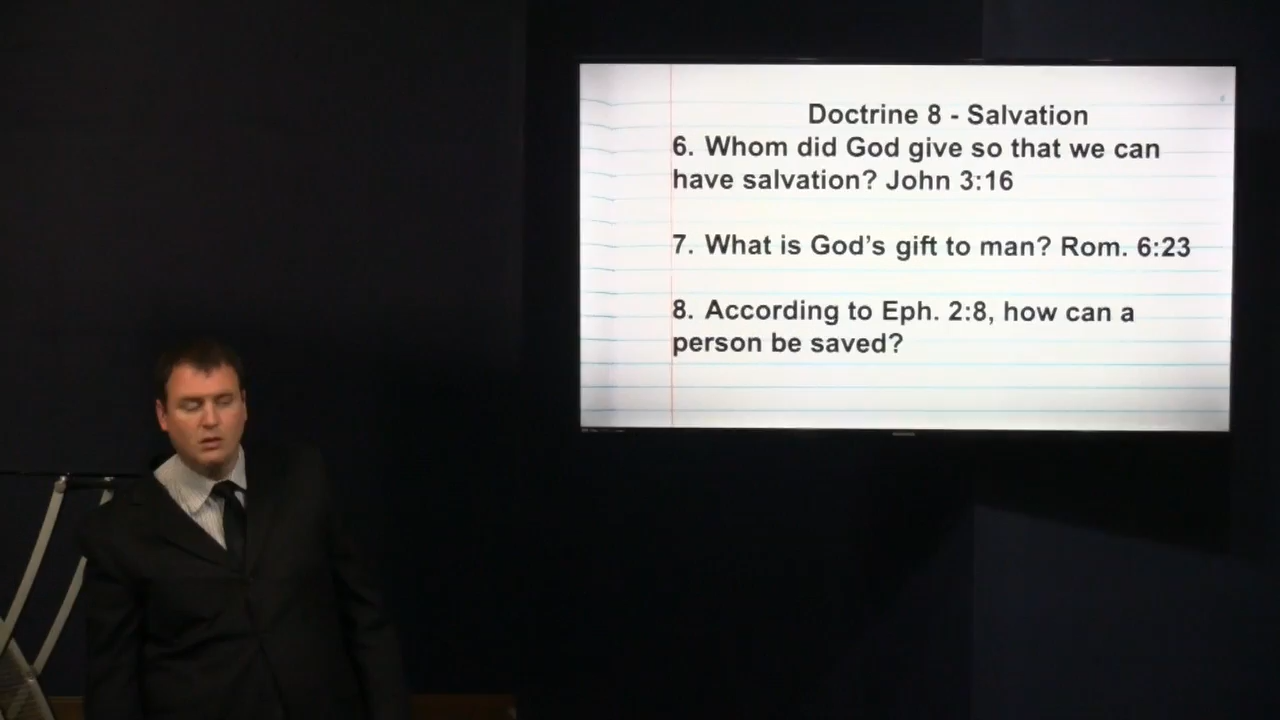 Doctrine 8 - Salvation
6. Whom did God give so that we can
have salvation? John 3:16
7. What is God’s gift to man? Rom. 6:23
8. According to Eph. 2:8, how can a
person be saved?